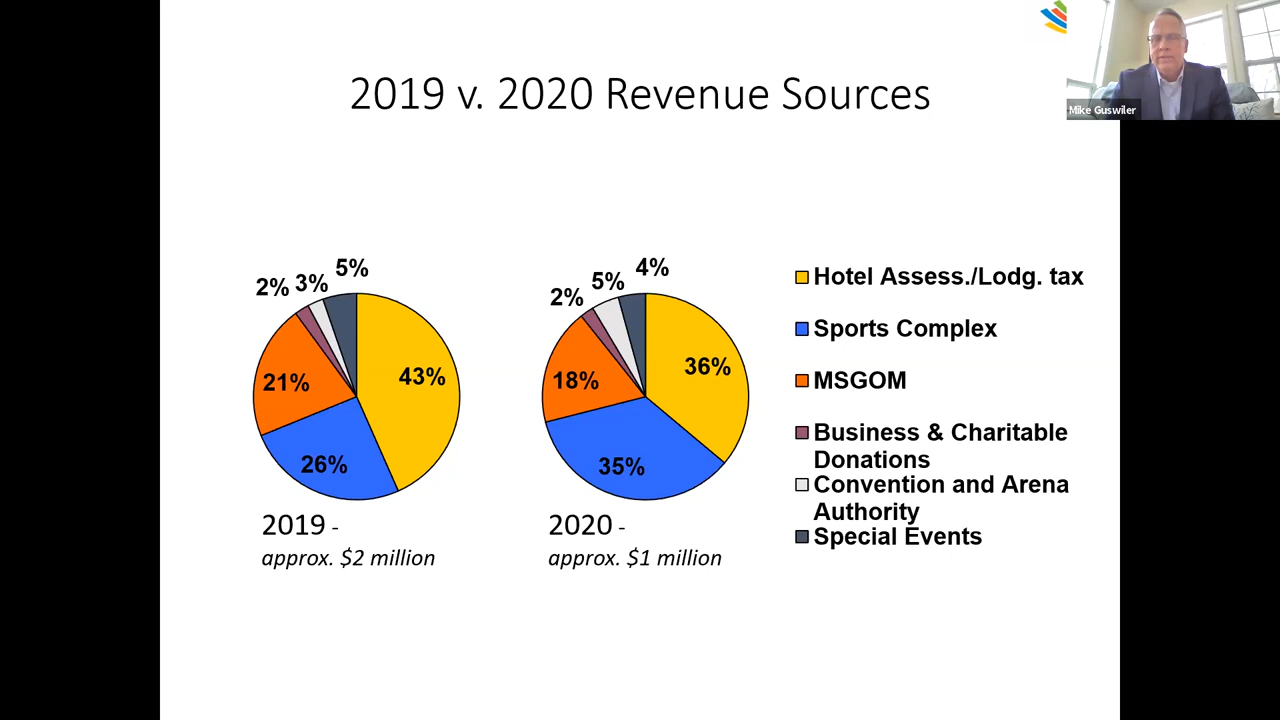 Mike Guswiler
2019 v. 2020 Revenue Sources
2% 3% 5%
43%
21%
26%
2019 -
approx. $2 million
2% 5% 4%
36%
18%
35%
2020 -
approx. $1 million
Hotel Assess./Lodg. tax
Sports Complex
MSGOM
Business & Charitable
Donations
Convention and Arena
Authority
Special Events